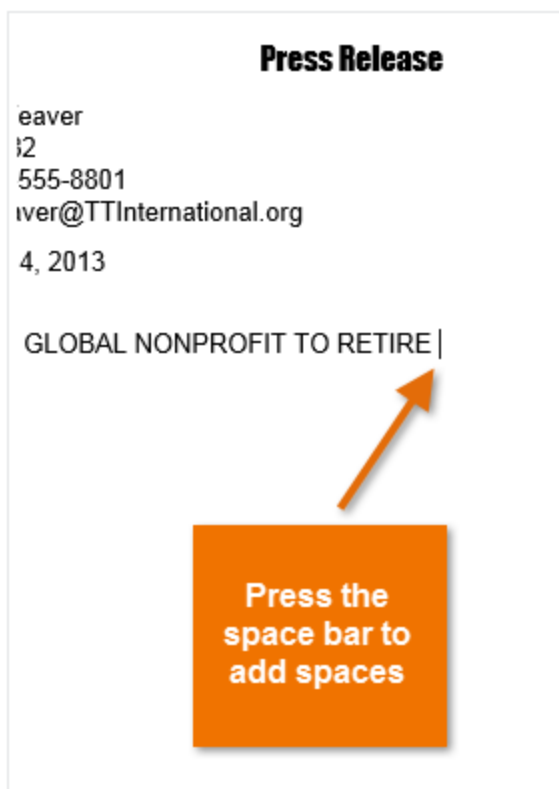 Press Release
eaver
32
555-8801
ver@TTInternational.org
4, 2013
GLOBAL NONPROFIT TO RETIRE
Press the
space bar to
add spaces